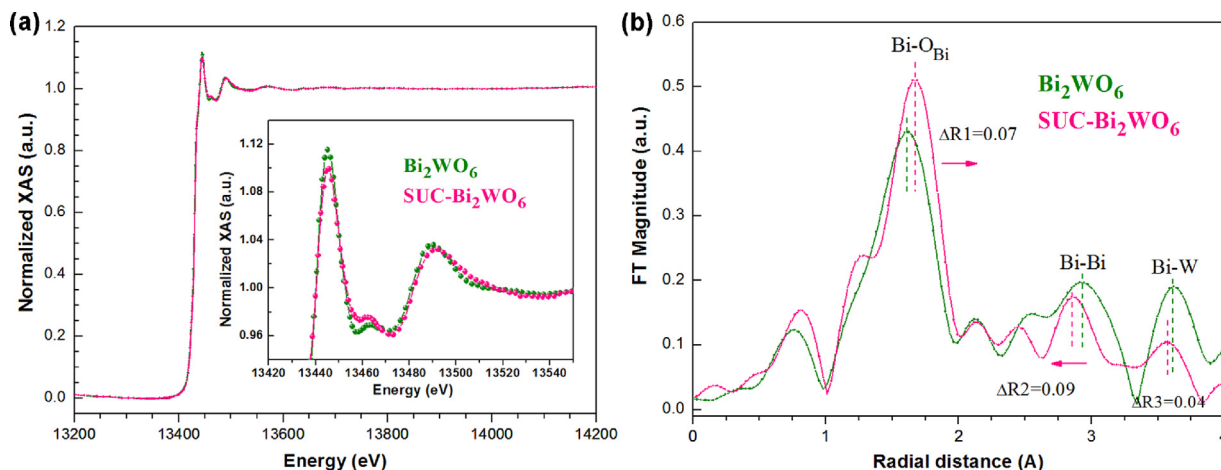 (a)
1.2
1.0
0.8
0.6
0.4
0.2
0.0
Normalized XAS (a.u.)
13200 13400 13600 13800 14000 14200
Energy (eV)
1.12
1.08
1.04
1.00
0.96
Normalized XAS (a.u.)
Bi₂WO₆
SUC-Bi₂WO₆
13420 13440 13460 13480 13500 13520 13540
Energy (eV)
(b)
0.6
0.5
0.4
0.3
0.2
0.1
0.0
FT Magnitude (a.u.)
Bi-O_Bi
Bi₂WO₆
SUC-Bi₂WO₆
ΔR1=0.07
Bi-Bi
Bi-W
ΔR2=0.09
ΔR3=0.04
0 1 2 3 4
Radial distance (A)